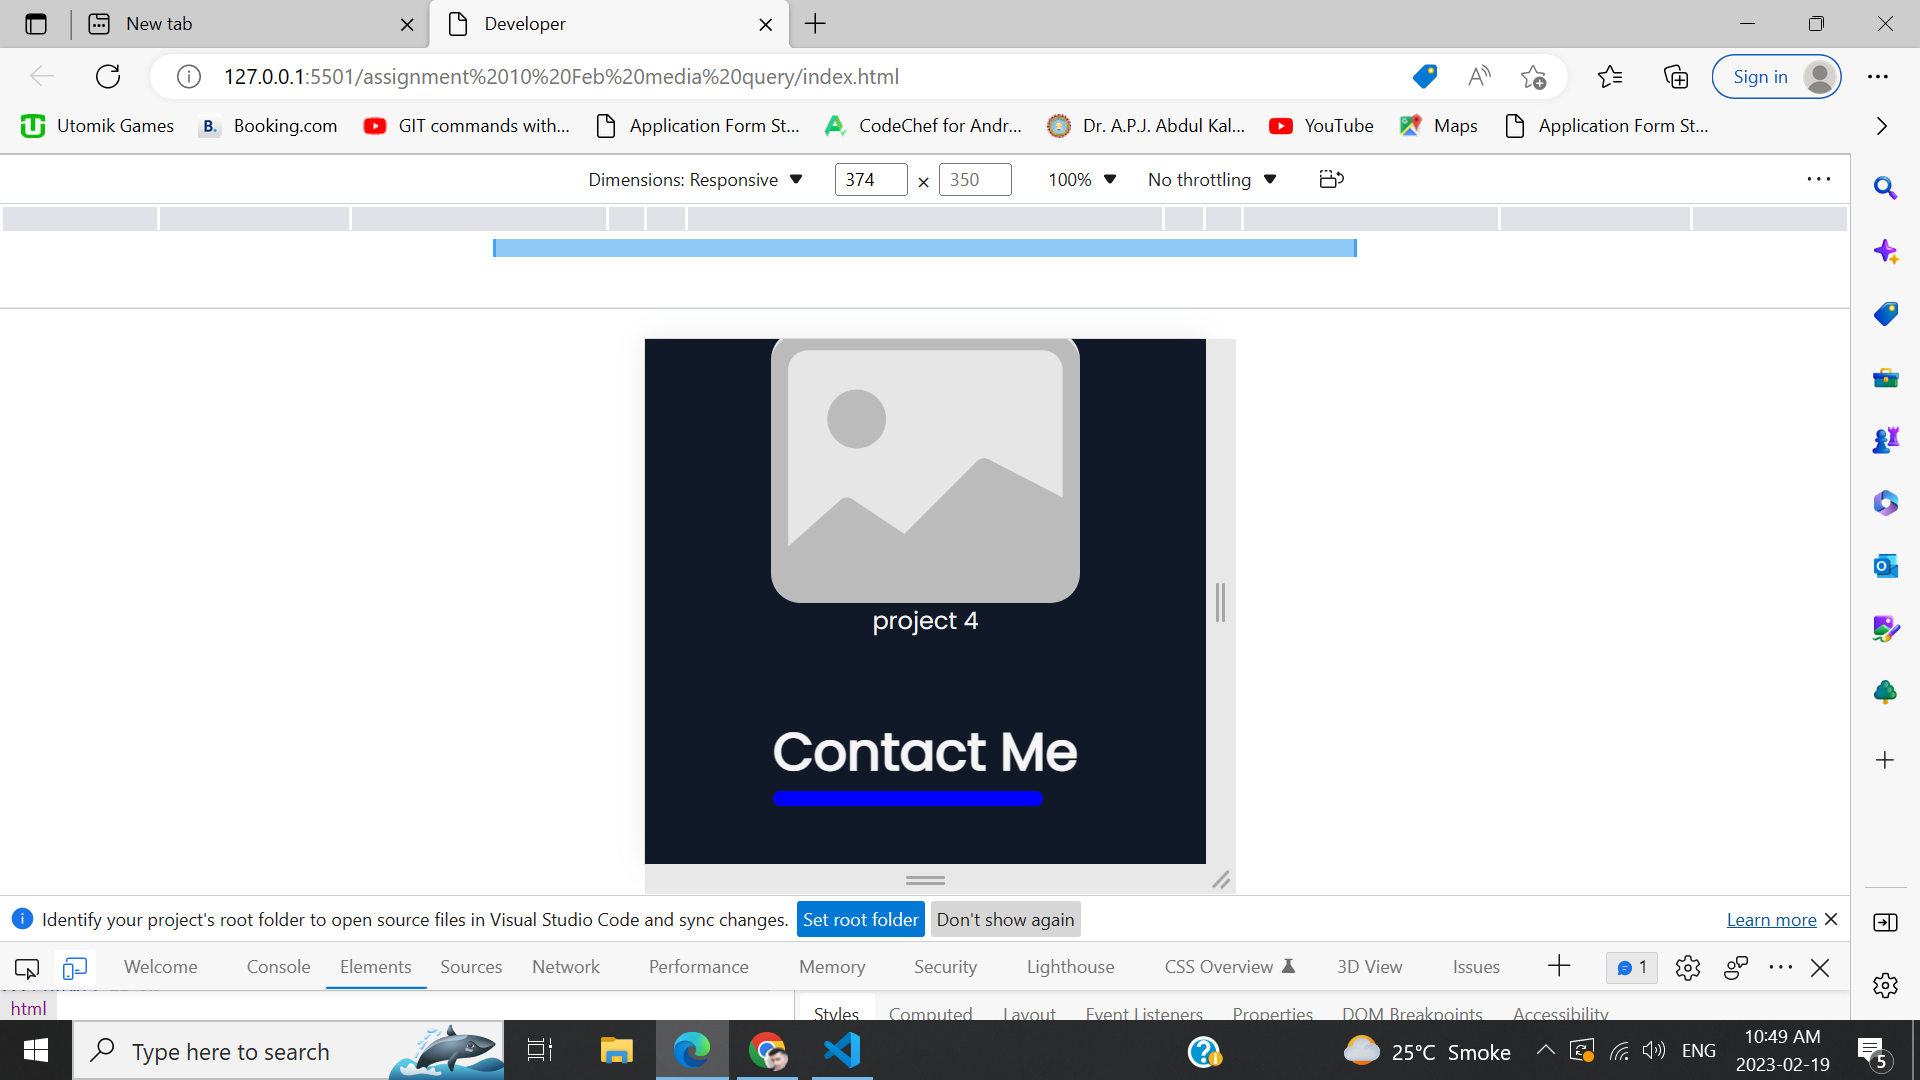 New tab
Developer
127.0.0.1:5501/assignment%2010%20Feb%20media%20query/index.html
Sign in
Utomik Games
B. Booking.com
GIT commands with...
Application Form St...
CodeChef for Andr...
Dr. A.P.J. Abdul Kal...
YouTube
Maps
Application Form St...
Dimensions: Responsive
374 × 350
100%
No throttling
project 4
Contact Me
Identify your project's root folder to open source files in Visual Studio Code and sync changes.
Set root folder
Don't show again
Learn more
Welcome
Console
Elements
Sources
Network
Performance
Memory
Security
Lighthouse
CSS Overview
3D View
Issues
1
html
Styles
Computed
Layout
Event Listeners
Properties
DOM Breakpoints
Accessibility
Type here to search
25°C Smoke
ENG
10:49 AM
2023-02-19
5